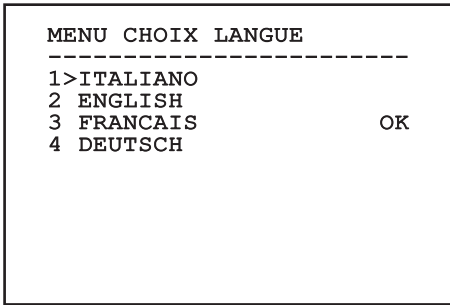 MENU CHOIX LANGUE
------------------------
1>ITALIANO
2 ENGLISH
3 FRANCAIS OK
4 DEUTSCH